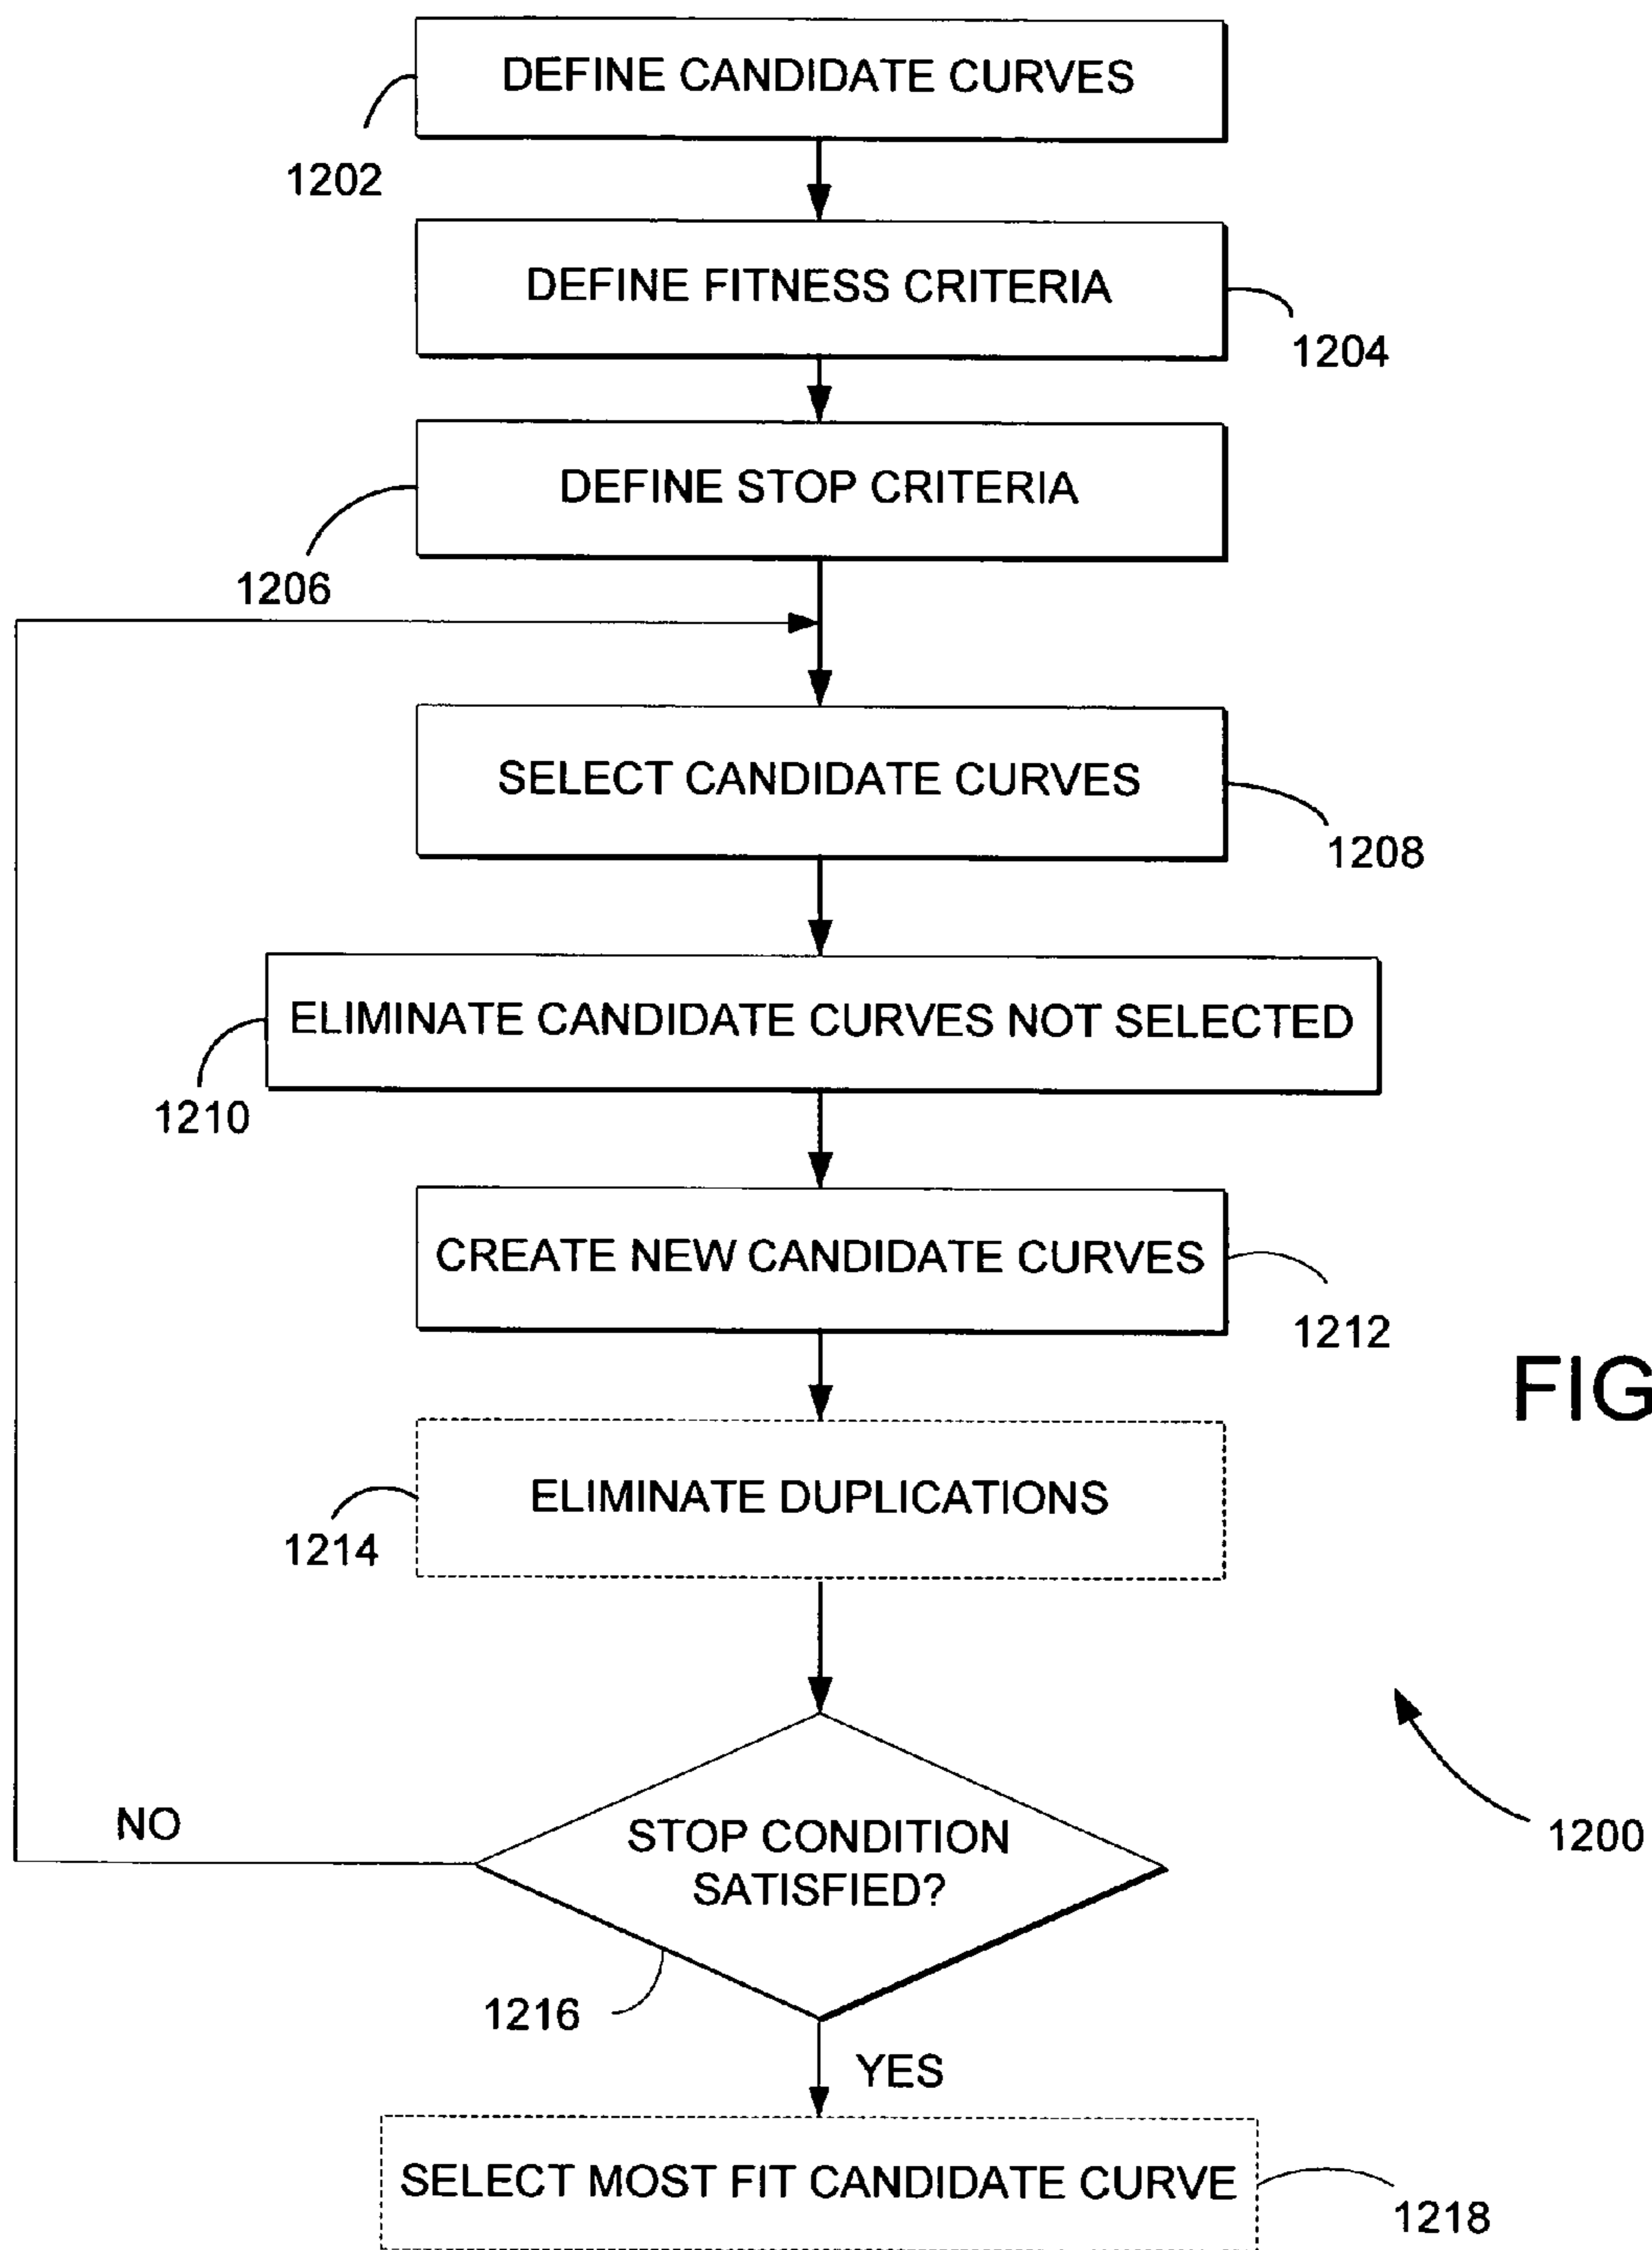 DEFINE CANDIDATE CURVES
1202
DEFINE FITNESS CRITERIA
1204
DEFINE STOP CRITERIA
1206
SELECT CANDIDATE CURVES
1208
ELIMINATE CANDIDATE CURVES NOT SELECTED
1210
CREATE NEW CANDIDATE CURVES
1212
FIG
ELIMINATE DUPLICATIONS
1214
STOP CONDITION
SATISFIED?
NO
1200
1216
YES
SELECT MOST FIT CANDIDATE CURVE
1218